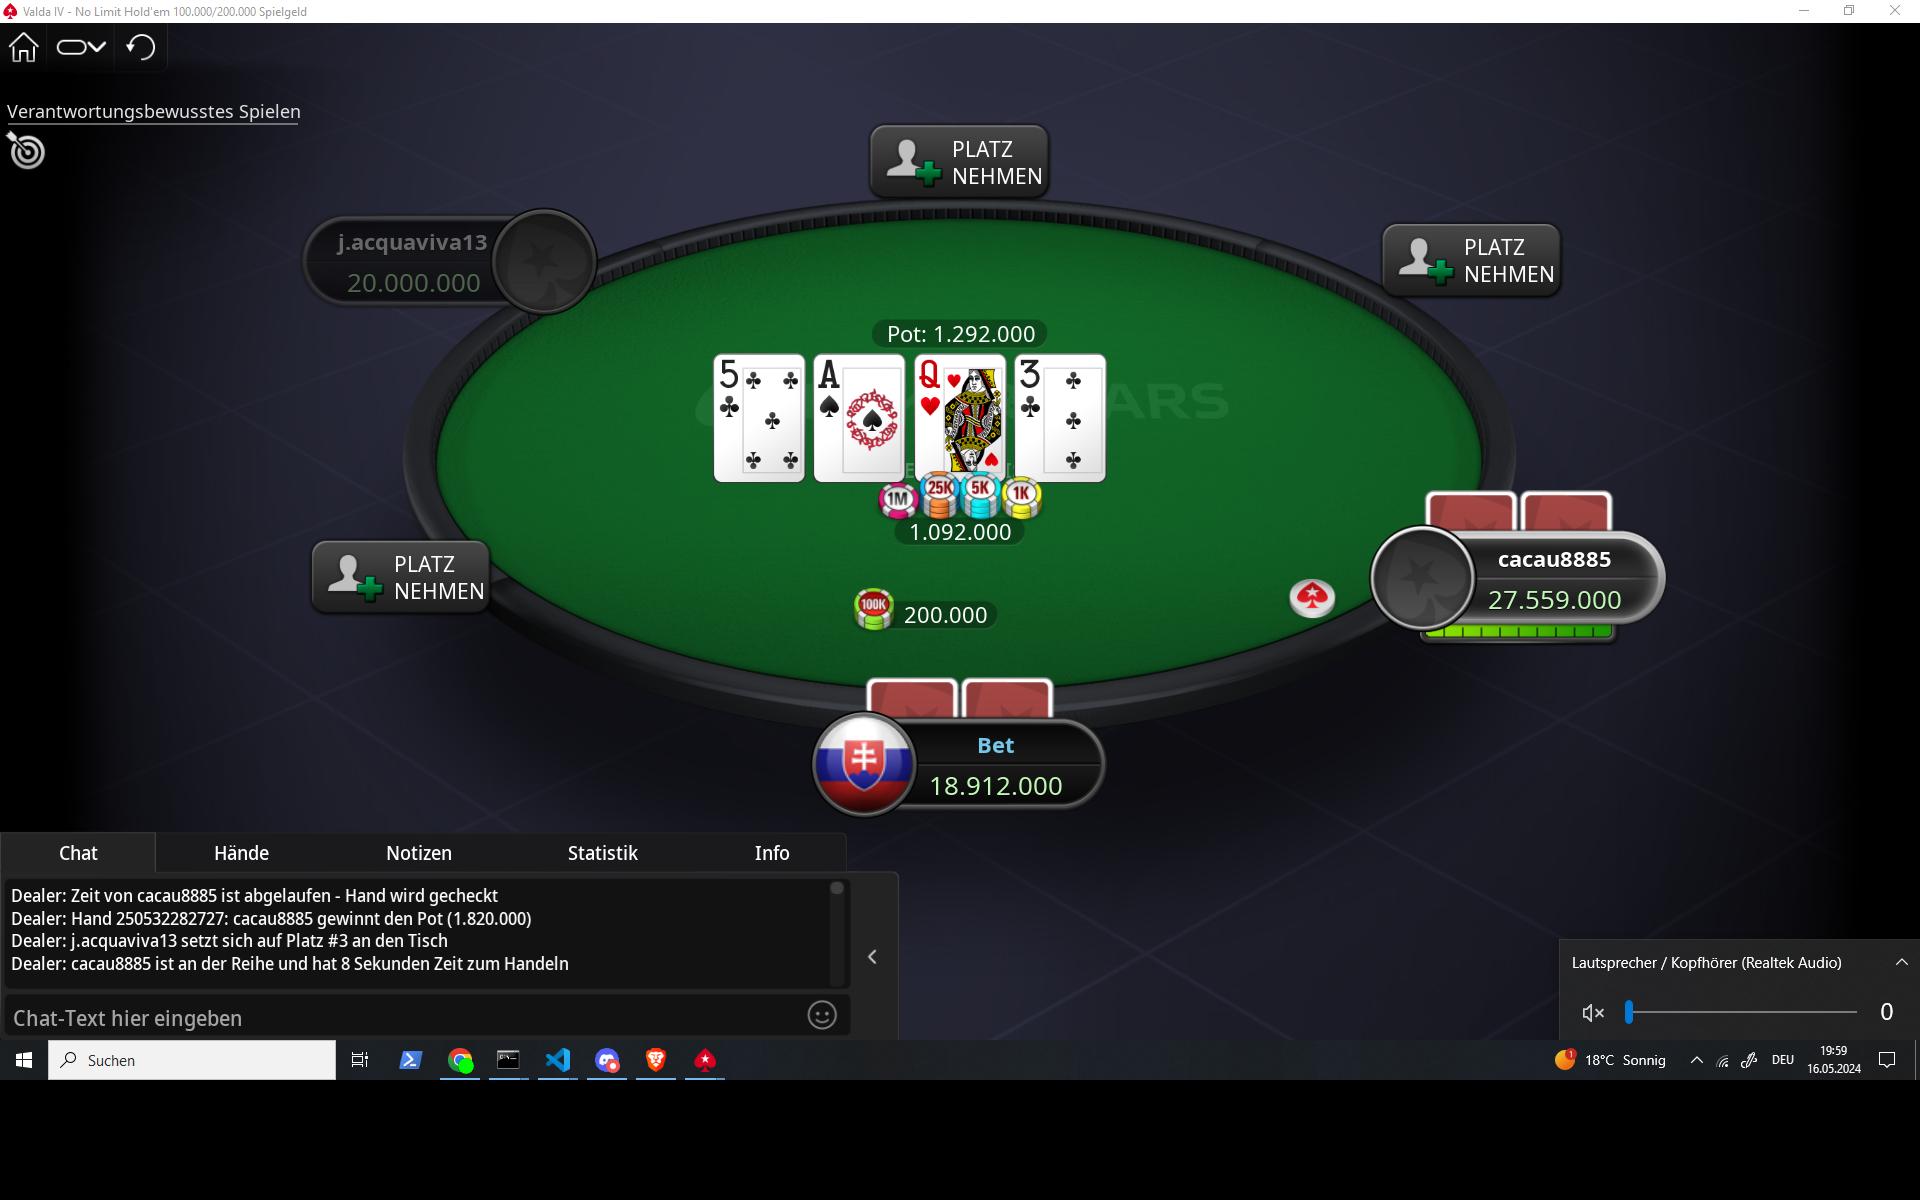 Valda IV - No Limit Hold'em 100.000/200.000 Spielgeld
Verantwortungsbewusstes Spielen
PLATZ
NEHMEN
j.acquaviva13
20.000.000
PLATZ
NEHMEN
Pot: 1.292.000
5
A
Q
3
ARS
1M
25K
5K
1K
1.092.000
cacau8885
27.559.000
PLATZ
NEHMEN
100K
200.000
Bet
18.912.000
Chat
Hände
Notizen
Statistik
Info
Dealer: Zeit von cacau8885 ist abgelaufen - Hand wird gecheckt
Dealer: Hand 250532282727: cacau8885 gewinnt den Pot (1.820.000)
Dealer: j.acquaviva13 setzt sich auf Platz #3 an den Tisch
Dealer: cacau8885 ist an der Reihe und hat 8 Sekunden Zeit zum Handeln
Chat-Text hier eingeben
Lautsprecher / Kopfhörer (Realtek Audio)
0
Suchen
1
18°C Sonnig
DEU
19:59
16.05.2024